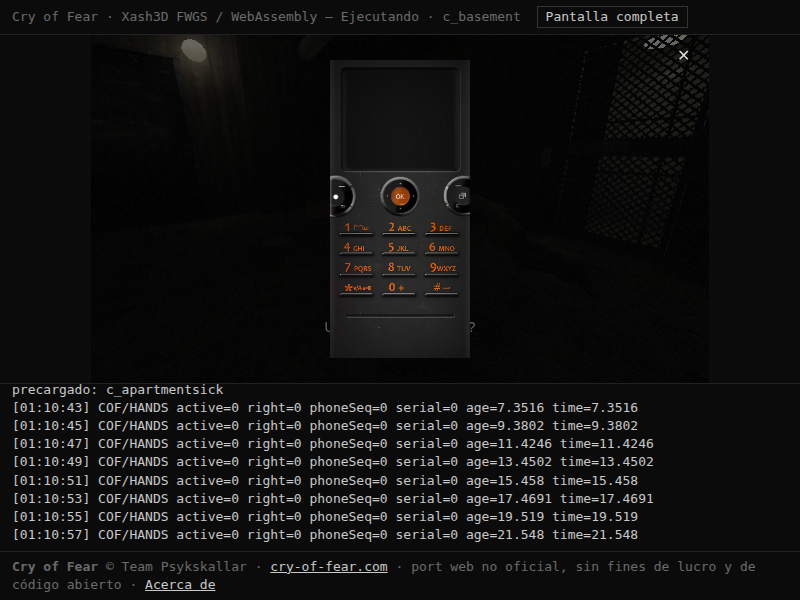 Cry of Fear · Xash3D FWGS / WebAssembly — Ejecutando · c_basement
Pantalla completa
×
OK
1
2 ABC
3 DEF
4 GHI
5 JKL
6 MNO
7 PQRS
8 TUV
9 WXYZ
*
0 +
#
?
precargado: c_apartmentsick
[01:10:43] COF/HANDS active=0 right=0 phoneSeq=0 serial=0 age=7.3516 time=7.3516
[01:10:45] COF/HANDS active=0 right=0 phoneSeq=0 serial=0 age=9.3802 time=9.3802
[01:10:47] COF/HANDS active=0 right=0 phoneSeq=0 serial=0 age=11.4246 time=11.4246
[01:10:49] COF/HANDS active=0 right=0 phoneSeq=0 serial=0 age=13.4502 time=13.4502
[01:10:51] COF/HANDS active=0 right=0 phoneSeq=0 serial=0 age=15.458 time=15.458
[01:10:53] COF/HANDS active=0 right=0 phoneSeq=0 serial=0 age=17.4691 time=17.4691
[01:10:55] COF/HANDS active=0 right=0 phoneSeq=0 serial=0 age=19.519 time=19.519
[01:10:57] COF/HANDS active=0 right=0 phoneSeq=0 serial=0 age=21.548 time=21.548
Cry of Fear © Team Psykskallar · cry-of-fear.com · port web no oficial, sin fines de lucro y de
código abierto · Acerca de